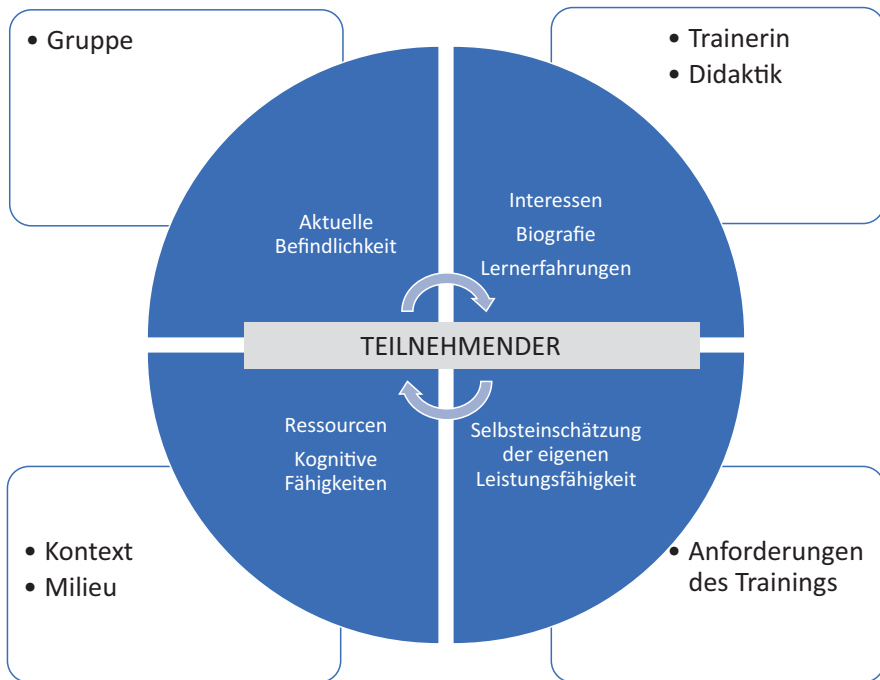 • Gruppe
• Trainerin
• Didaktik
Aktuelle
Befindlichkeit
Interessen
Biografie
Lernerfahrungen
TEILNEHMENDER
Ressourcen
Kognitive
Fähigkeiten
Selbsteinschätzung
der eigenen
Leistungsfähigkeit
• Kontext
• Milieu
• Anforderungen
des Trainings